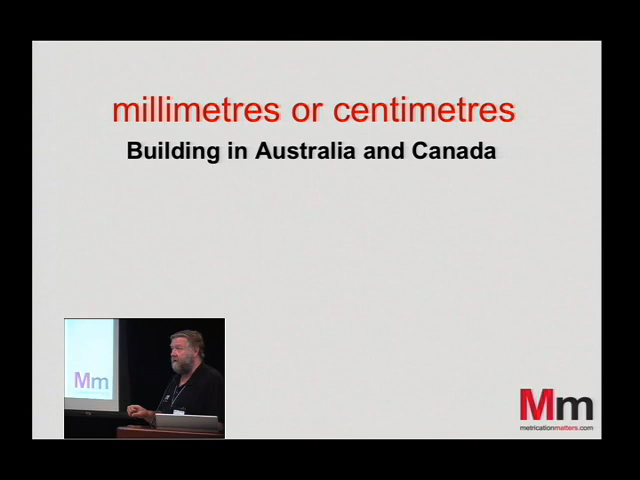 millimetres or centimetres
Building in Australia and Canada
Mm
Mm
metricationmatters.com